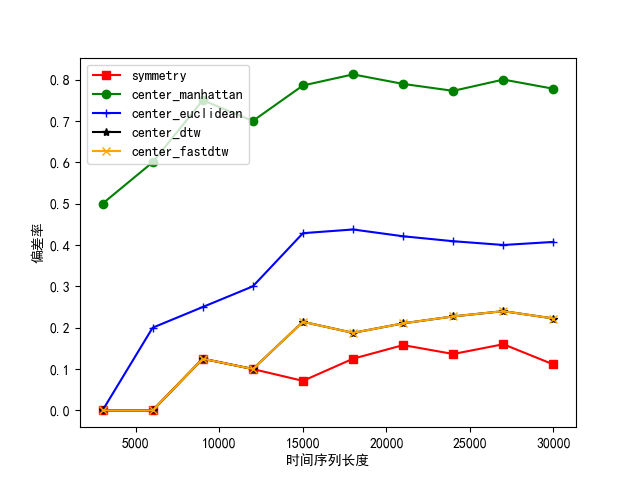 symmetry
center_manhattan
center_euclidean
center_dtw
center_fastdtw
0.8
0.7
0.6
0.5
0.4
0.3
0.2
0.1
0.0
偏差率
5000 10000 15000 20000 25000 30000
时间序列长度